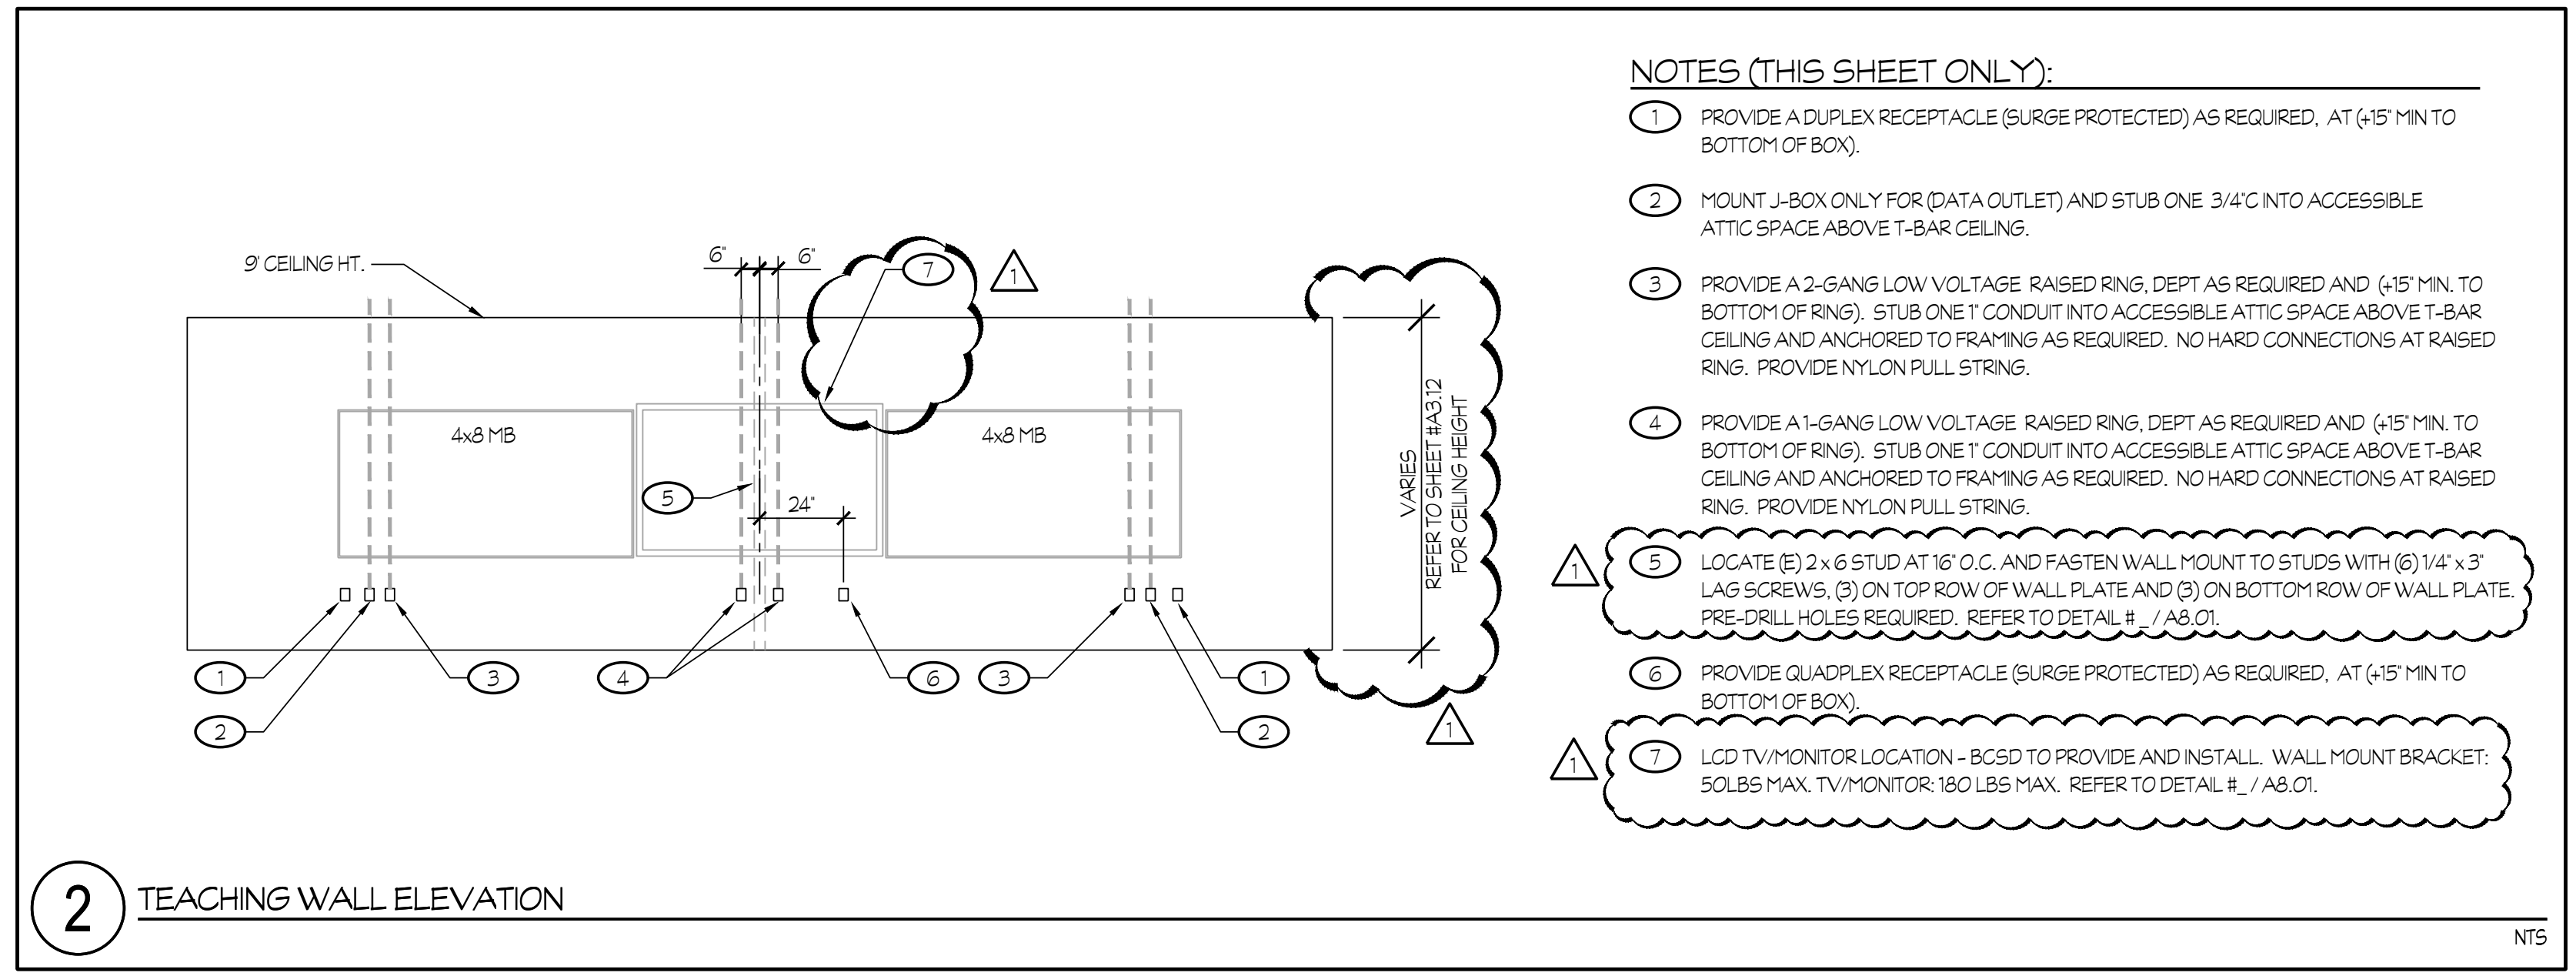 NOTES (THIS SHEET ONLY):
1 PROVIDE A DUPLEX RECEPTACLE (SURGE PROTECTED) AS REQUIRED, AT (+15" MIN TO
BOTTOM OF BOX).
2 MOUNT J-BOX ONLY FOR (DATA OUTLET) AND STUB ONE 3/4"C INTO ACCESSIBLE
ATTIC SPACE ABOVE T-BAR CEILING.
3 PROVIDE A 2-GANG LOW VOLTAGE RAISED RING, DEPT AS REQUIRED AND (+15" MIN. TO
BOTTOM OF RING). STUB ONE 1" CONDUIT INTO ACCESSIBLE ATTIC SPACE ABOVE T-BAR
CEILING AND ANCHORED TO FRAMING AS REQUIRED. NO HARD CONNECTIONS AT RAISED
RING. PROVIDE NYLON PULL STRING.
4 PROVIDE A 1-GANG LOW VOLTAGE RAISED RING, DEPT AS REQUIRED AND (+15" MIN. TO
BOTTOM OF RING). STUB ONE 1" CONDUIT INTO ACCESSIBLE ATTIC SPACE ABOVE T-BAR
CEILING AND ANCHORED TO FRAMING AS REQUIRED. NO HARD CONNECTIONS AT RAISED
RING. PROVIDE NYLON PULL STRING.
1
5 LOCATE (E) 2 x 6 STUD AT 16" O.C. AND FASTEN WALL MOUNT TO STUDS WITH (6) 1/4" x 3"
LAG SCREWS, (3) ON TOP ROW OF WALL PLATE AND (3) ON BOTTOM ROW OF WALL PLATE.
PRE-DRILL HOLES REQUIRED. REFER TO DETAIL #_ / A8.01.
6 PROVIDE QUADPLEX RECEPTACLE (SURGE PROTECTED) AS REQUIRED, AT (+15" MIN TO
BOTTOM OF BOX).
1
7 LCD TV/MONITOR LOCATION - BCSD TO PROVIDE AND INSTALL. WALL MOUNT BRACKET:
50LBS MAX. TV/MONITOR: 180 LBS MAX. REFER TO DETAIL #_ / A8.01.
9' CEILING HT.
6"
6"
7
1
4x8 MB
4x8 MB
5
24"
VARIES
REFER TO SHEET #A3.12
FOR CEILING HEIGHT
1
3
4
6
3
1
2
2
1
2 TEACHING WALL ELEVATION
NTS